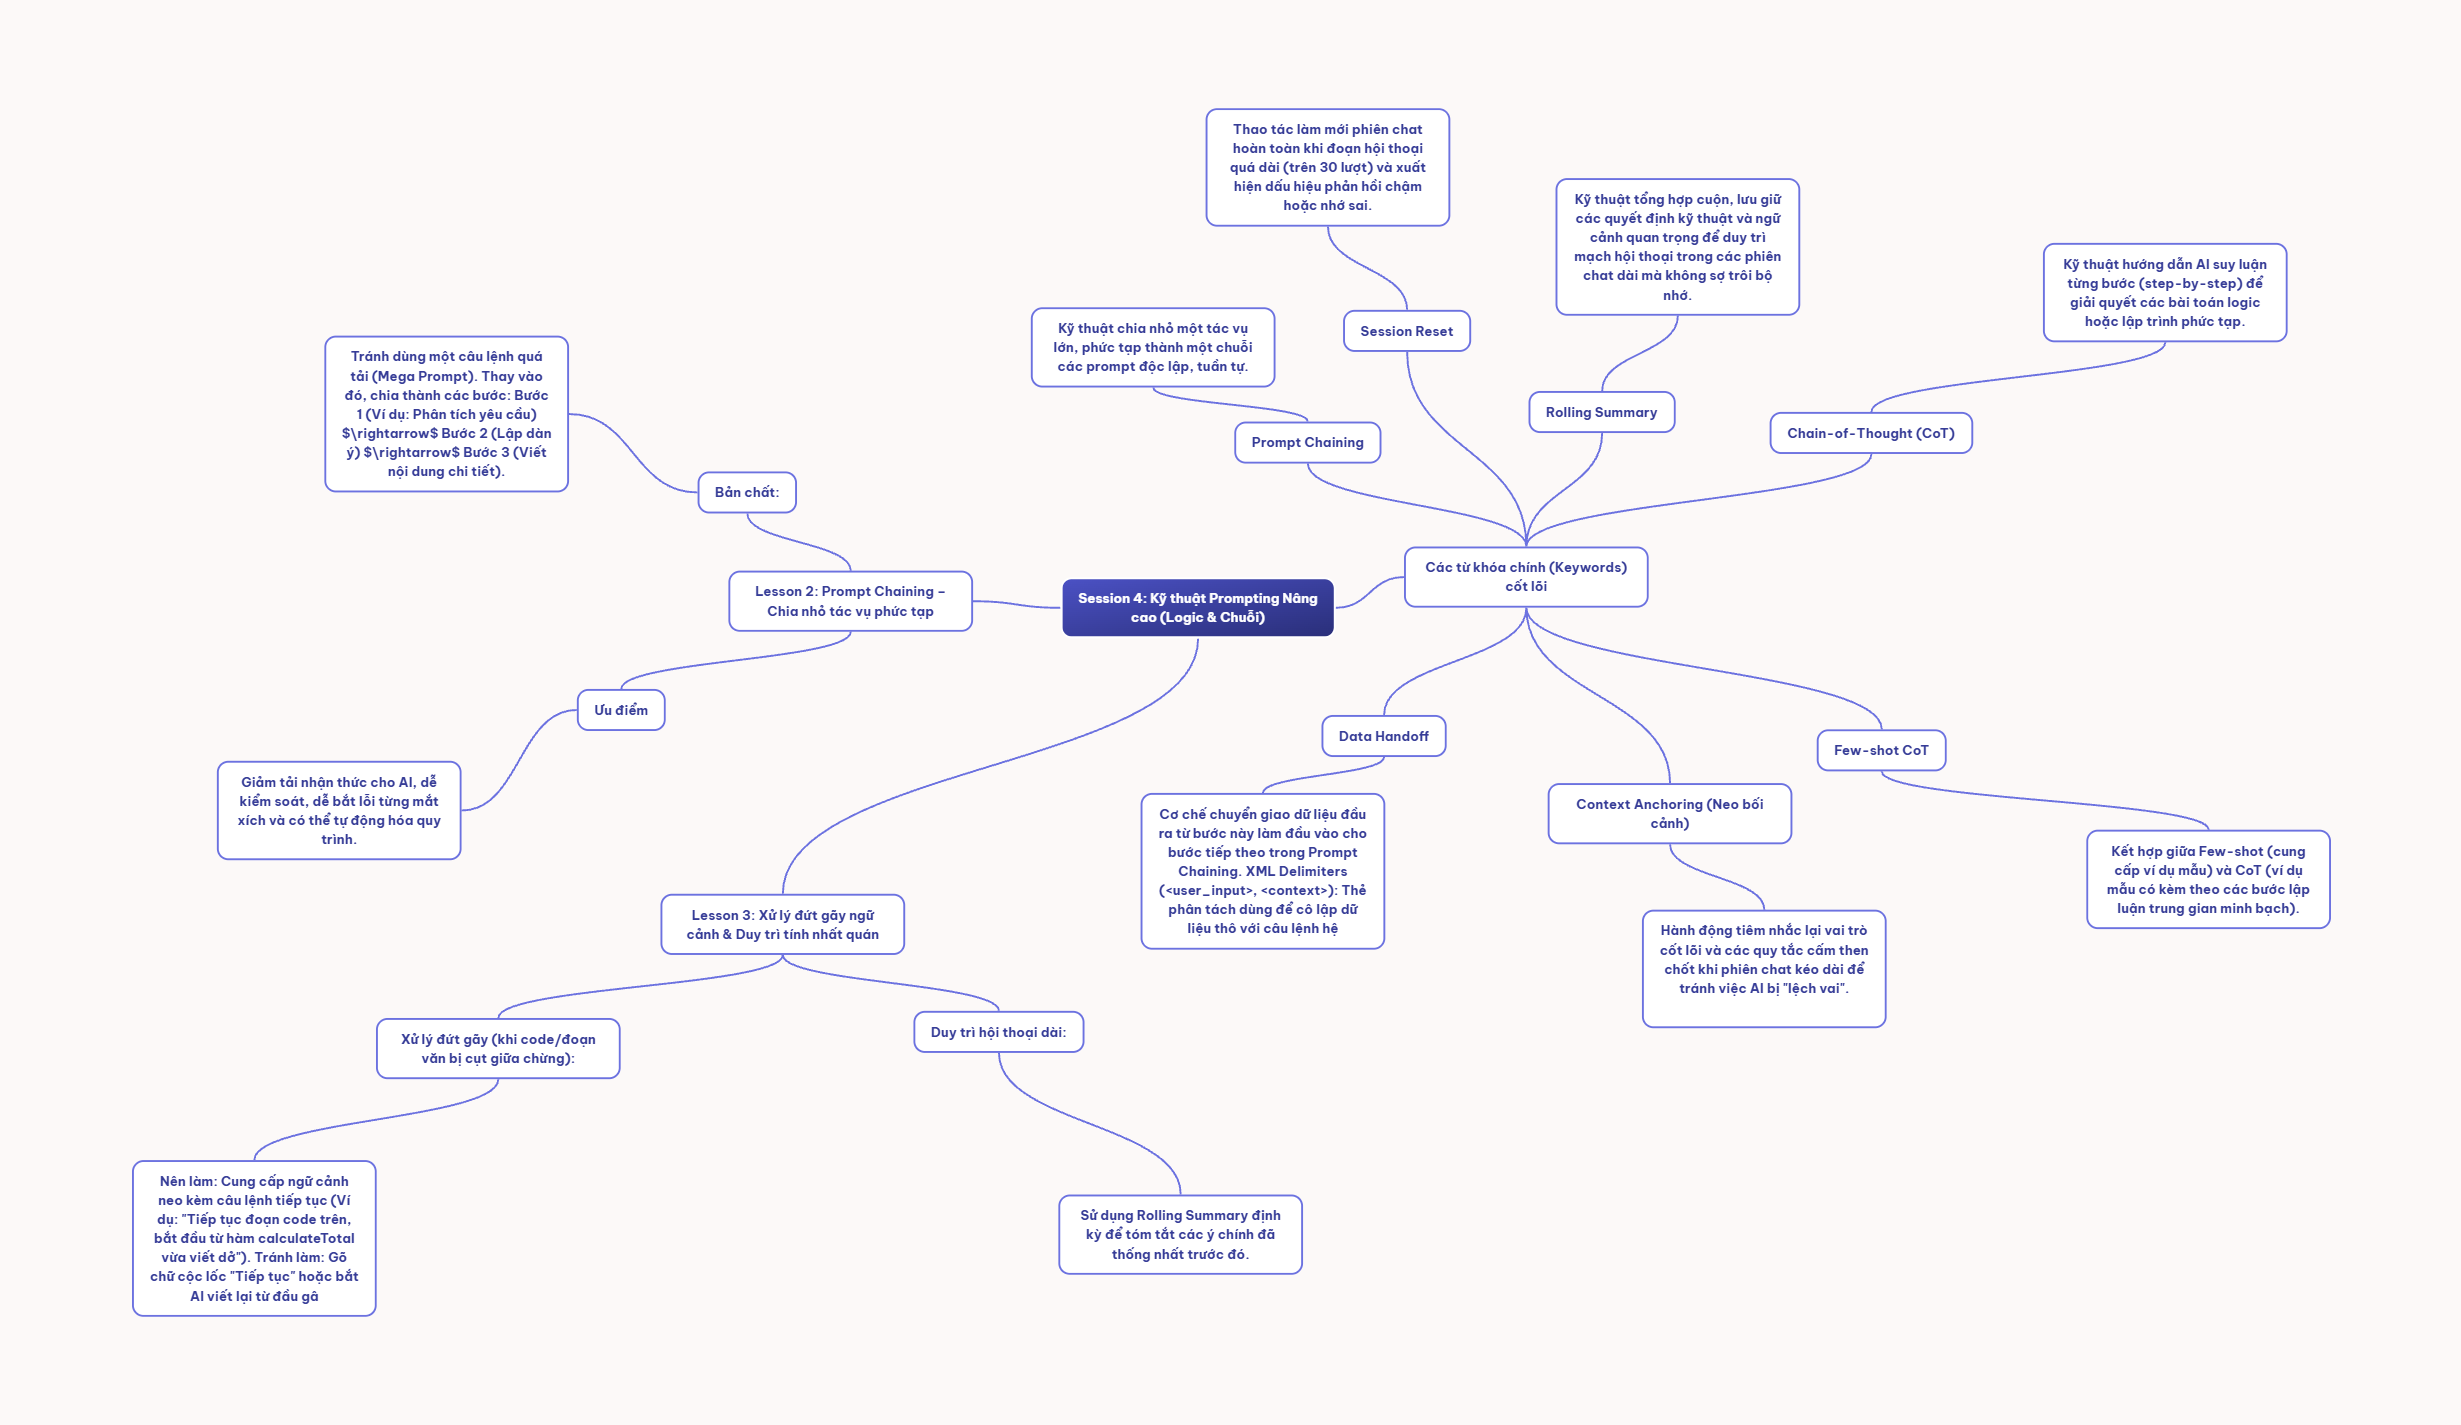 Thao tác làm mới phiên chat
hoàn toàn khi đoạn hội thoại
quá dài (trên 30 lượt) và xuất
hiện dấu hiệu phản hồi chậm
hoặc nhớ sai.
Kỹ thuật tổng hợp cuộn, lưu giữ
các quyết định kỹ thuật và ngữ
cảnh quan trọng để duy trì
mạch hội thoại trong các phiên
chat dài mà không sợ trôi bộ
nhớ.
Kỹ thuật hướng dẫn AI suy luận
từng bước (step-by-step) để
giải quyết các bài toán logic
hoặc lập trình phức tạp.
Kỹ thuật chia nhỏ một tác vụ
lớn, phức tạp thành một chuỗi
các prompt độc lập, tuần tự.
Session Reset
Tránh dùng một câu lệnh quá
tải (Mega Prompt). Thay vào
đó, chia thành các bước: Bước
1 (Ví dụ: Phân tích yêu cầu)
$\rightarrow$ Bước 2 (Lập dàn
ý) $\rightarrow$ Bước 3 (Viết
nội dung chi tiết).
Rolling Summary
Chain-of-Thought (CoT)
Prompt Chaining
Bản chất:
Các từ khóa chính (Keywords)
cốt lõi
Lesson 2: Prompt Chaining –
Chia nhỏ tác vụ phức tạp
Session 4: Kỹ thuật Prompting Nâng
cao (Logic & Chuỗi)
Ưu điểm
Data Handoff
Few-shot CoT
Giảm tải nhận thức cho AI, dễ
kiểm soát, dễ bắt lỗi từng mắt
xích và có thể tự động hóa quy
trình.
Context Anchoring (Neo bối
cảnh)
Cơ chế chuyển giao dữ liệu đầu
ra từ bước này làm đầu vào cho
bước tiếp theo trong Prompt
Chaining. XML Delimiters
(<user_input>, <context>): Thẻ
phân tách dùng để cô lập dữ
liệu thô với câu lệnh hệ
Kết hợp giữa Few-shot (cung
cấp ví dụ mẫu) và CoT (ví dụ
mẫu có kèm theo các bước lập
luận trung gian minh bạch).
Lesson 3: Xử lý đứt gãy ngữ
cảnh & Duy trì tính nhất quán
Hành động tiêm nhắc lại vai trò
cốt lõi và các quy tắc cấm then
chốt khi phiên chat kéo dài để
tránh việc AI bị "lệch vai".
Xử lý đứt gãy (khi code/đoạn
văn bị cụt giữa chừng):
Duy trì hội thoại dài:
Nên làm: Cung cấp ngữ cảnh
neo kèm câu lệnh tiếp tục (Ví
dụ: "Tiếp tục đoạn code trên,
bắt đầu từ hàm calculateTotal
vừa viết dở"). Tránh làm: Gõ
chữ cộc lốc "Tiếp tục" hoặc bắt
AI viết lại từ đầu gâ
Sử dụng Rolling Summary định
kỳ để tóm tắt các ý chính đã
thống nhất trước đó.